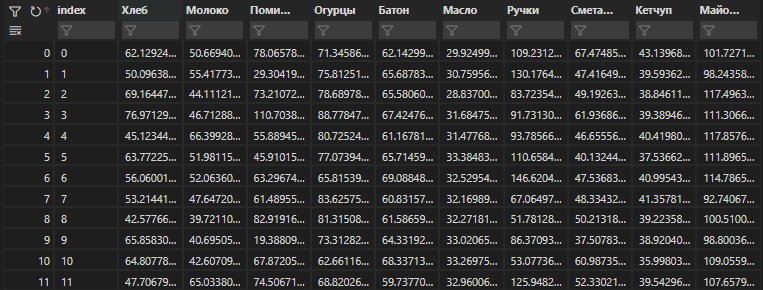 index Хлеб Молоко Поми... Огурцы Батон Масло Ручки Смета... Кетчуп Майо...
0 0 62.12924... 50.66940... 78.06578... 71.34586... 62.14299... 29.92499... 109.2312... 67.47485... 43.13968... 101.7271...
1 1 50.09638... 55.41773... 29.30419... 75.81251... 65.68783... 30.75956... 130.1764... 47.41649... 39.59362... 98.24358...
2 2 69.16447... 44.11121... 73.21072... 78.68978... 65.58060... 28.83700... 83.72354... 49.19263... 38.84611... 117.4963...
3 3 76.97129... 46.71288... 110.7038... 88.77847... 67.42476... 31.68475... 91.73130... 61.93686... 39.38946... 111.3066...
4 4 45.12344... 66.39928... 55.88945... 80.72524... 61.16781... 31.47768... 93.78566... 46.65556... 40.41980... 117.8576...
5 5 63.77225... 51.98115... 45.91015... 77.07394... 65.71459... 33.38483... 110.6584... 40.13244... 37.53662... 111.8965...
6 6 56.06001... 52.06360... 63.29674... 65.81539... 69.08848... 32.52954... 146.6204... 47.53683... 40.99543... 114.7865...
7 7 53.21441... 47.64720... 61.48955... 83.62575... 60.83157... 32.16989... 67.06497... 48.33432... 41.35781... 92.74067...
8 8 42.57766... 39.72110... 82.91916... 81.31508... 61.58659... 32.27181... 51.78128... 50.21318... 39.22358... 100.5100...
9 9 65.85830... 40.69505... 19.38809... 73.31282... 64.33192... 33.02065... 86.37093... 37.50783... 38.92040... 98.80036...
10 10 64.80778... 42.60709... 67.87205... 62.66116... 68.33713... 33.26975... 53.07736... 60.98735... 35.99803... 109.0559...
11 11 47.70679... 65.03380... 74.50671... 68.82026... 59.73770... 32.96006... 125.9482... 52.33021... 39.54296... 107.6579...